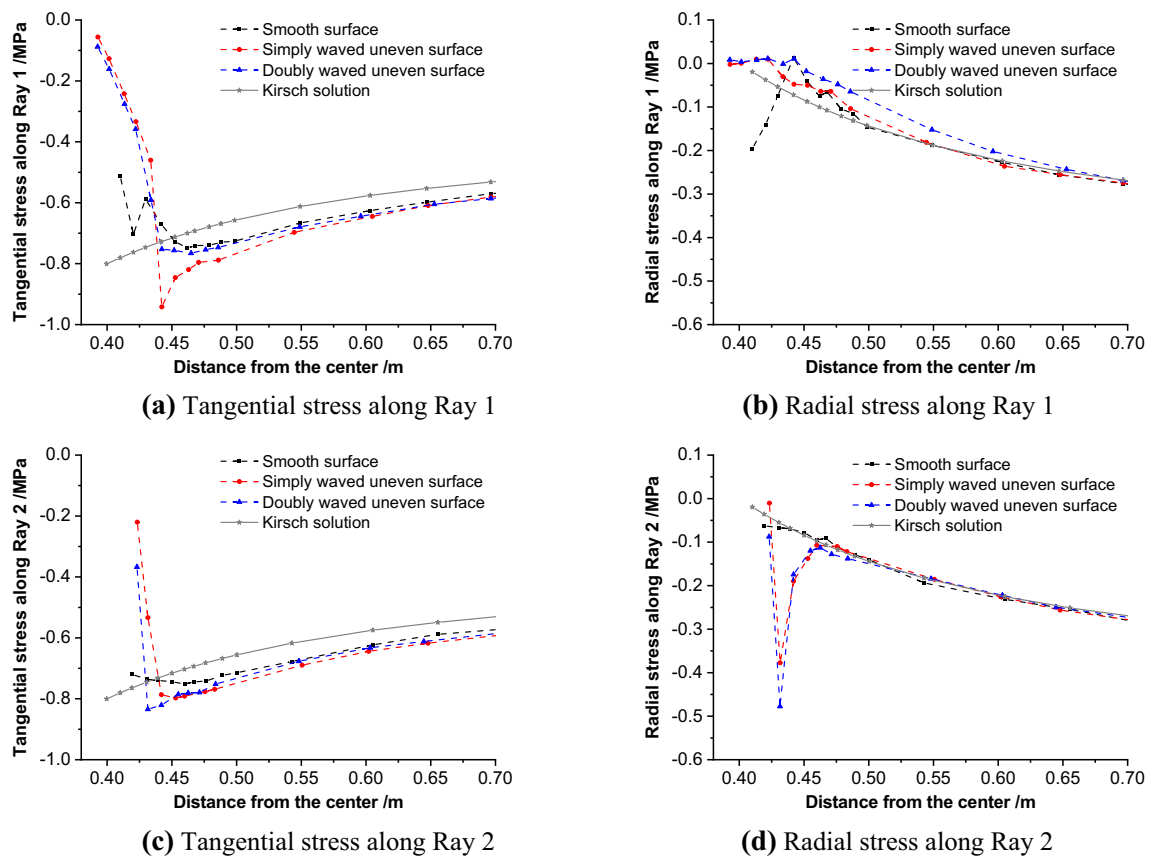 Tangential stress along Ray 1 /MPa
0.0
-0.2
-0.4
-0.6
-0.8
-1.0
Smooth surface
Simply waved uneven surface
Doubly waved uneven surface
Kirsch solution
0.40 0.45 0.50 0.55 0.60 0.65 0.70
Distance from the center /m
(a) Tangential stress along Ray 1
Radial stress along Ray 1 /MPa
0.1
0.0
-0.1
-0.2
-0.3
-0.4
-0.5
-0.6
Smooth surface
Simply waved uneven surface
Doubly waved uneven surface
Kirsch solution
0.40 0.45 0.50 0.55 0.60 0.65 0.70
Distance from the center /m
(b) Radial stress along Ray 1
Tangential stress along Ray 2 /MPa
0.0
-0.2
-0.4
-0.6
-0.8
-1.0
Smooth surface
Simply waved uneven surface
Doubly waved uneven surface
Kirsch solution
0.40 0.45 0.50 0.55 0.60 0.65 0.70
Distance from the center /m
(c) Tangential stress along Ray 2
Radial stress along Ray 2 /MPa
0.1
0.0
-0.1
-0.2
-0.3
-0.4
-0.5
-0.6
Smooth surface
Simply waved uneven surface
Doubly waved uneven surface
Kirsch solution
0.40 0.45 0.50 0.55 0.60 0.65 0.70
Distance from the center /m
(d) Radial stress along Ray 2